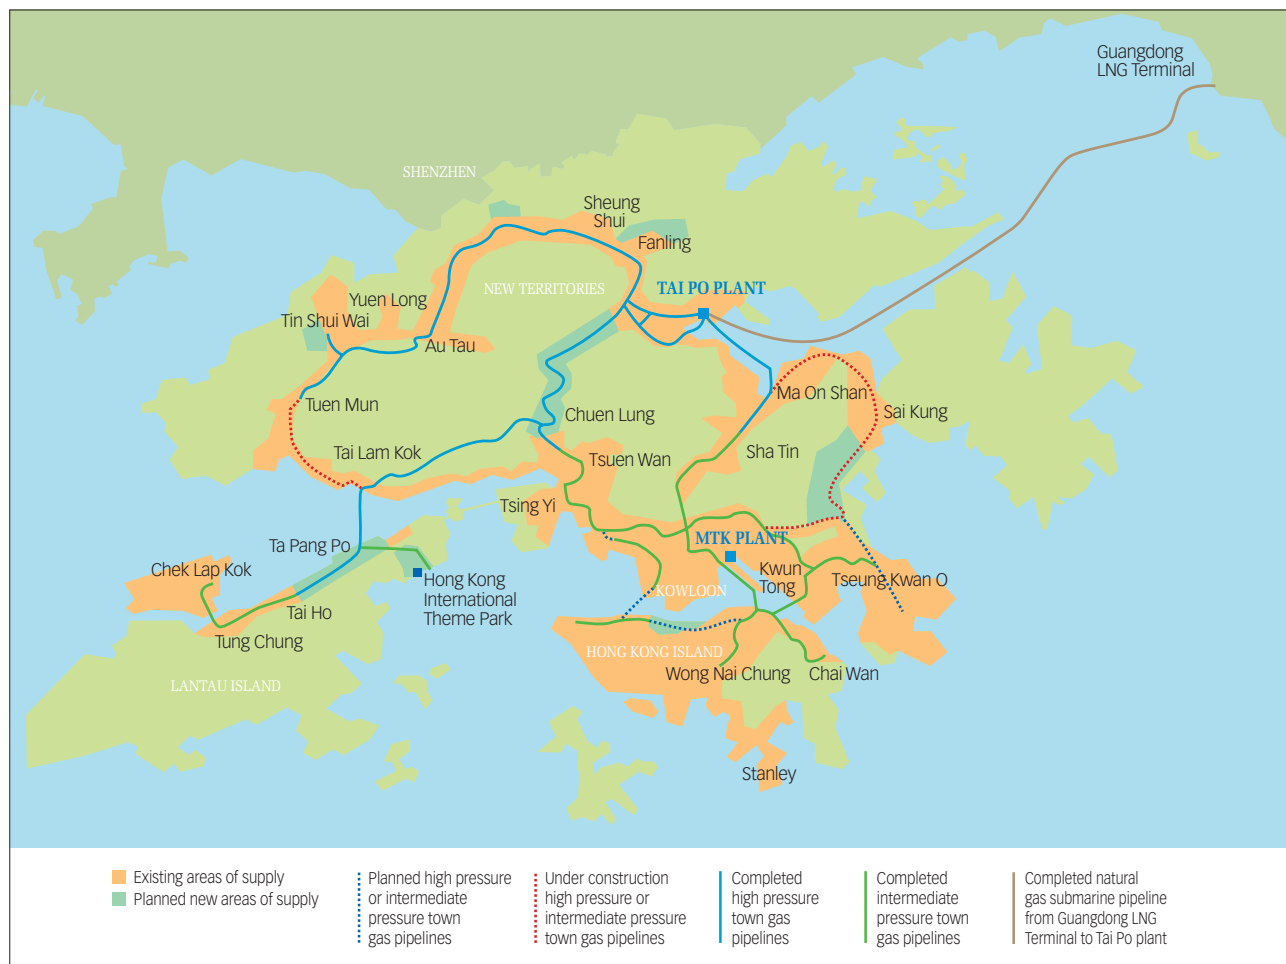 Guangdong
LNG Terminal
SHENZHEN
Sheung
Shui
Fanling
NEW TERRITORIES
TAI PO PLANT
Yuen Long
Tin Shui Wai
Au Tau
Ma On Shan
Tuen Mun
Chuen Lung
Sai Kung
Tai Lam Kok
Tsuen Wan
Sha Tin
Tsing Yi
MTK PLANT
Ta Pang Po
Chek Lap Kok
Hong Kong
International
Theme Park
Kwun
Tong
Tseung Kwan O
KOWLOON
Tai Ho
Tung Chung
HONG KONG ISLAND
Wong Nai Chung
Chai Wan
LANTAU ISLAND
Stanley
Existing areas of supply
Planned new areas of supply
Planned high pressure
or intermediate
pressure town
gas pipelines
Under construction
high pressure or
intermediate pressure
town gas pipelines
Completed
high pressure
town gas
pipelines
Completed
intermediate
pressure town
gas pipelines
Completed natural
gas submarine pipeline
from Guangdong LNG
Terminal to Tai Po plant